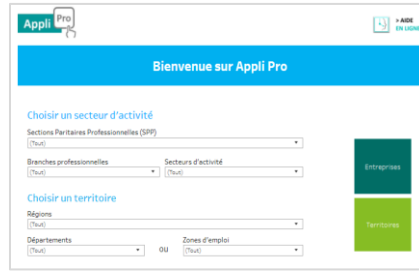 Appli Pro
> AIDE
EN LIGNE
Bienvenue sur Appli Pro
Choisir un secteur d'activité
Sections Paritaires Professionnelles (SPP)
(Tout)
Branches professionnelles Secteurs d'activité
(Tout) (Tout)
Entreprises
Choisir un territoire
Régions
(Tout)
Territoires
Départements ou Zones d'emploi
(Tout) (Tout)